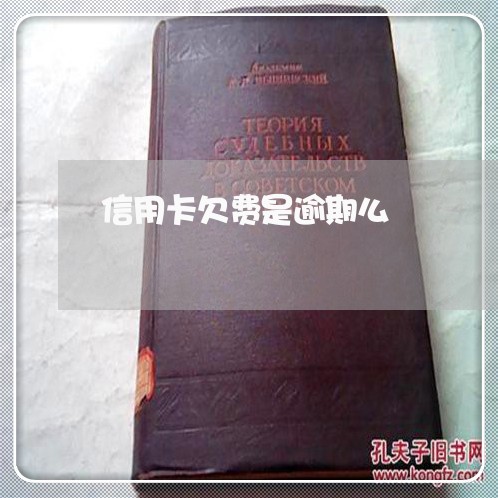 Академик
А. Я. ВЫШИНСКИЙ
ТЕОРИЯ
СУДЕБНЫХ
ДОКАЗАТЕЛЬСТВ
В СОВЕТСКОМ
信用卡欠费是逾期么
孔夫子旧书网
www.kongfz.com